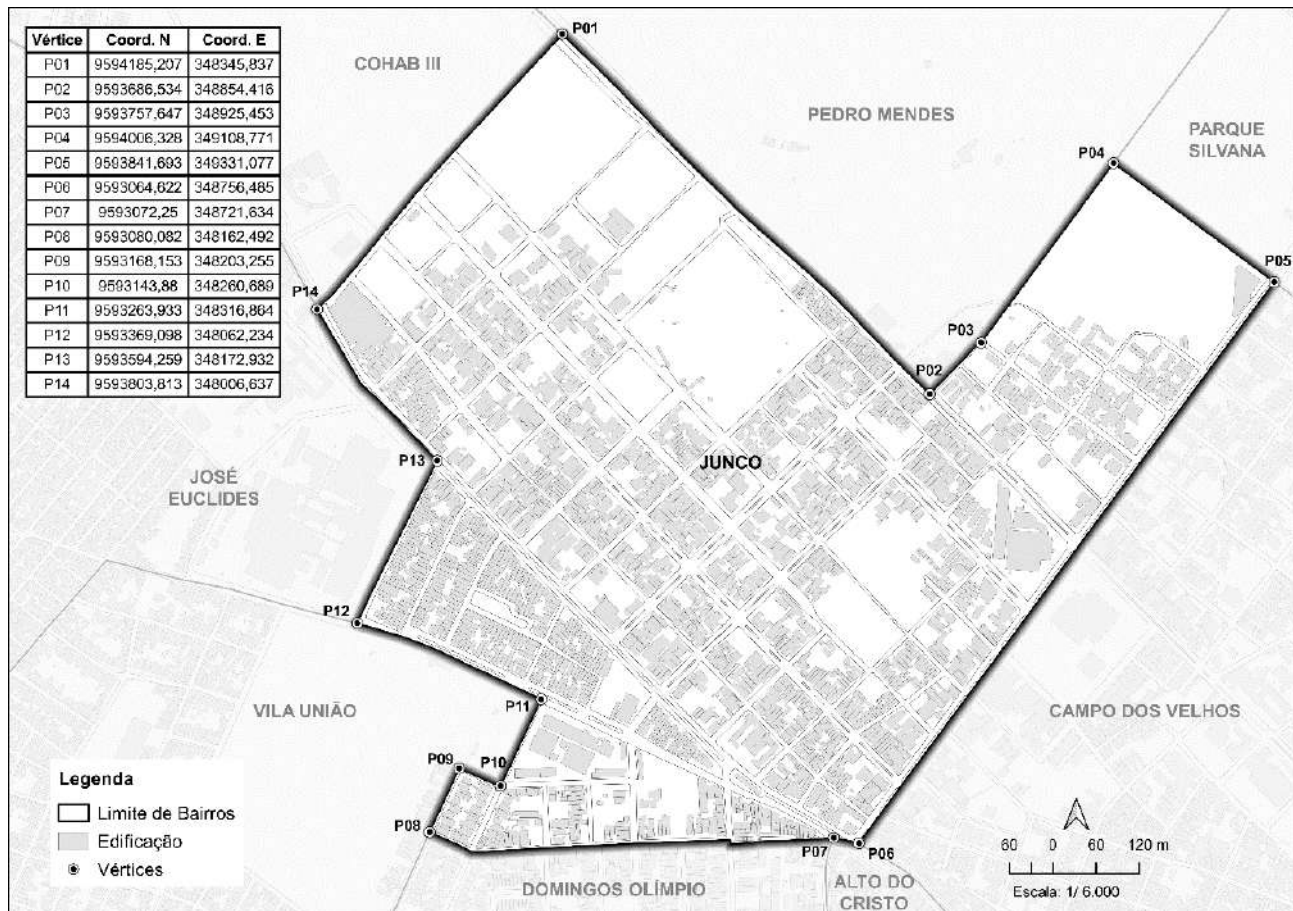 Vértice Coord. N Coord. E
P01 9594185,207 348345,837
P02 9593686,534 348854,416
P03 9593757,647 348925,453
P04 9594006,328 349108,771
P05 9593841,693 349331,077
P06 9593064,622 348756,485
P07 9593072,25 348721,634
P08 9593080,082 348162,492
P09 9593168,153 348203,255
P10 9593143,88 348260,689
P11 9593263,933 348316,864
P12 9593369,098 348062,234
P13 9593594,259 348172,932
P14 9593803,813 348006,637
P01
COHAB III
PEDRO MENDES
PARQUE
SILVANA
P04
P05
P14
P03
P02
P13
JUNCO
JOSÉ
EUCLIDES
P12
P11
VILA UNIÃO
CAMPO DOS VELHOS
P09
P10
P08
P07
P06
DOMINGOS OLÍMPIO
ALTO DO
CRISTO
Legenda
Limite de Bairros
Edificação
Vértices
60 0 60 120 m
Escala: 1/ 6.000